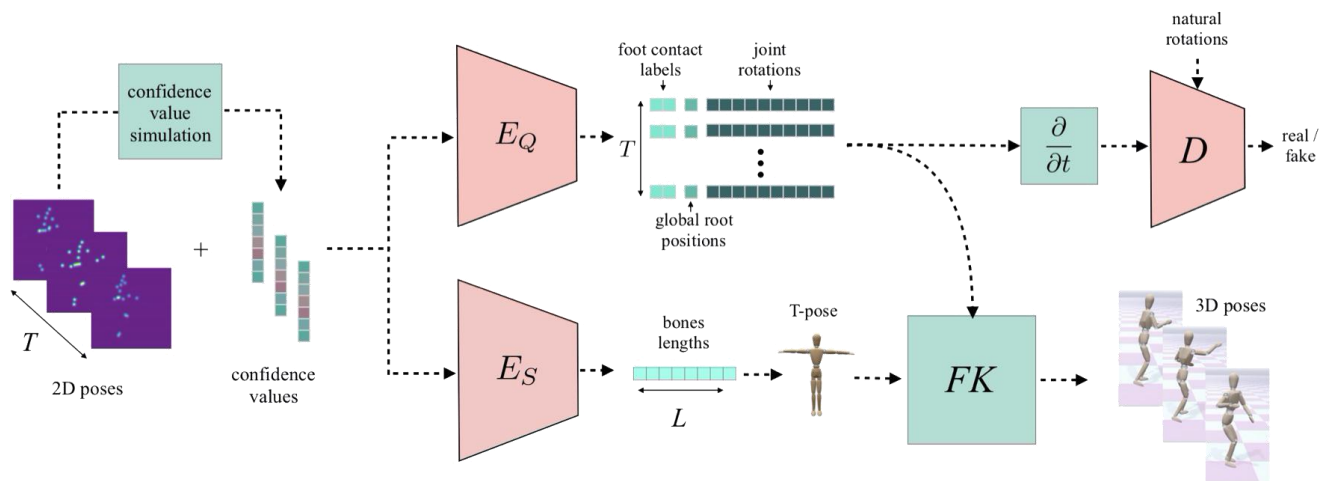 confidence
value
simulation
T
2D poses
+
confidence
values
E_Q
E_S
foot contact
labels
joint
rotations
T
global root
positions
bones
lengths
L
T-pose
FK
∂
∂t
natural
rotations
D
real /
fake
3D poses